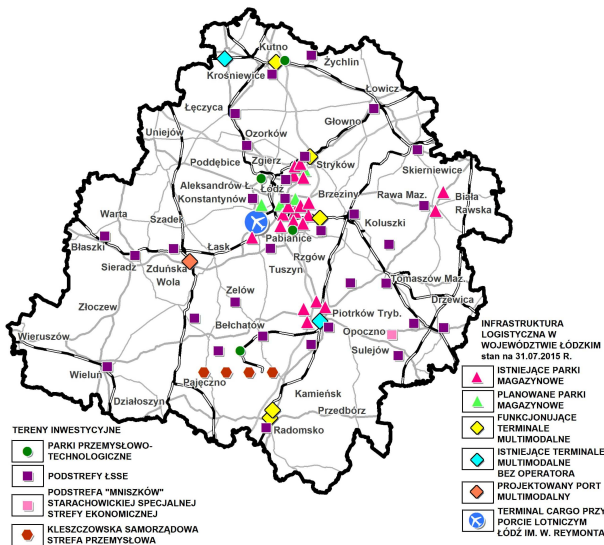 Kutno
Żychlin
Krośniewice
Łowicz
Łęczyca
Głowno
Uniejów
Ozorków
Stryków
Poddębice
Zgierz
Skierniewice
Aleksandrów Ł.
Łódź
Brzeziny
Rawa Maz.
Biała
Rawska
Konstantynów
Warta
Szadek
Koluszki
Pabianice
Błaszki
Łask
Rzgów
Sieradz
Zduńska
Wola
Tuszyn
Tomaszów Maz.
Zelów
Drzewica
Złoczew
Piotrków Tryb.
Bełchatów
Opoczno
Wieruszów
Sulejów
Wieluń
Pajęczno
Kamieńsk
Działoszyn
Przedbórz
Radomsko
TERENY INWESTYCYJNE
PARKI PRZEMYSŁOWO-
TECHNOLOGICZNE
PODSTREFY ŁSSE
PODSTREFA "MNISZKÓW"
STARACHOWICKIEJ SPECJALNEJ
STREFY EKONOMICZNEJ
KLESZCZOWSKA SAMORZĄDOWA
STREFA PRZEMYSŁOWA
INFRASTRUKTURA
LOGISTYCZNA W
WOJEWÓDZTWIE ŁÓDZKIM
stan na 31.07.2015 R.
ISTNIEJĄCE PARKI
MAGAZYNOWE
PLANOWANE PARKI
MAGAZYNOWE
FUNKCJONUJĄCE
TERMINALE
MULTIMODALNE
ISTNIEJĄCE TERMINALE
MULTIMODALNE
BEZ OPERATORA
PROJEKTOWANY PORT
MULTIMODALNY
TERMINAL CARGO PRZY
PORCIE LOTNICZYM
ŁÓDŹ IM. W. REYMONTA